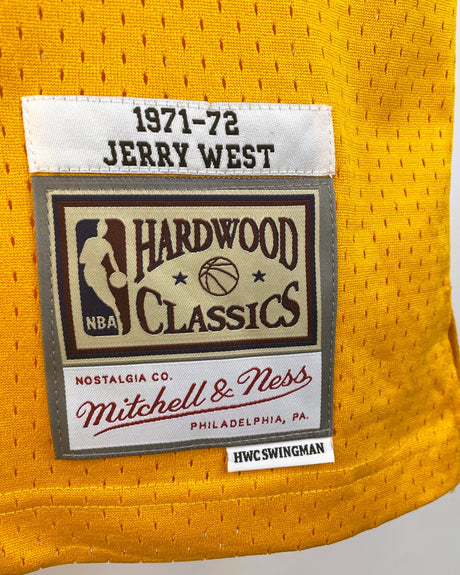 1971-72
JERRY WEST
HARDWOOD
NBA
CLASSICS
NOSTALGIA CO.
Mitchell & Ness
PHILADELPHIA, PA.
HWC SWINGMAN